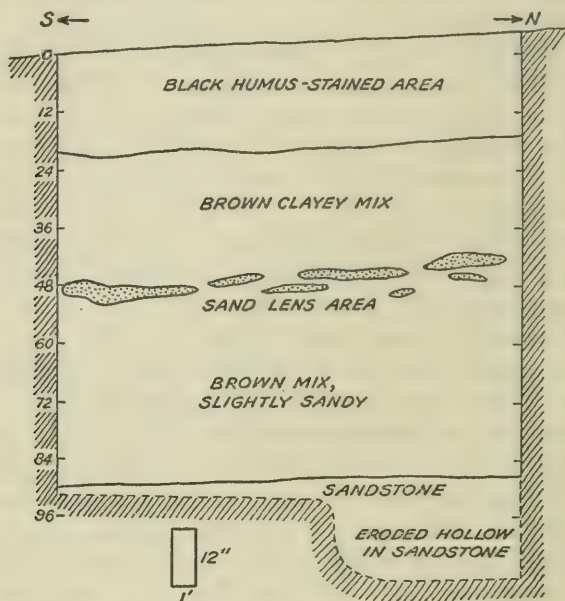 S N
0
BLACK HUMUS-STAINED AREA
12
24
BROWN CLAYEY MIX
36
48
SAND LENS AREA
60
BROWN MIX,
SLIGHTLY SANDY
72
84
SANDSTONE
96
ERODED HOLLOW
IN SANDSTONE
12"
1'